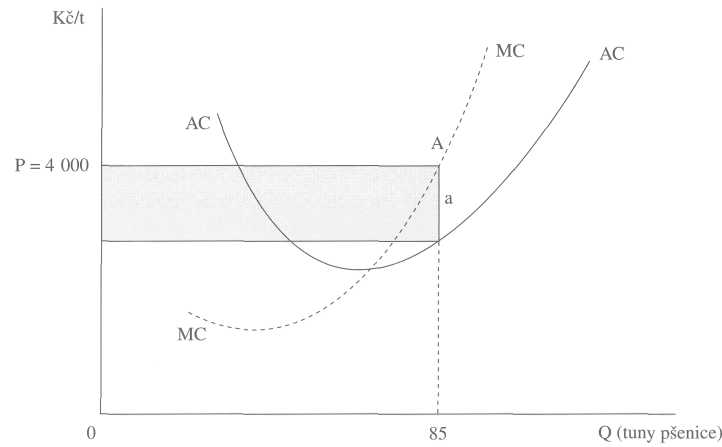 Kč/t
MC
AC
AC
A
P = 4 000
a
MC
0
85
Q (tuny pšenice)